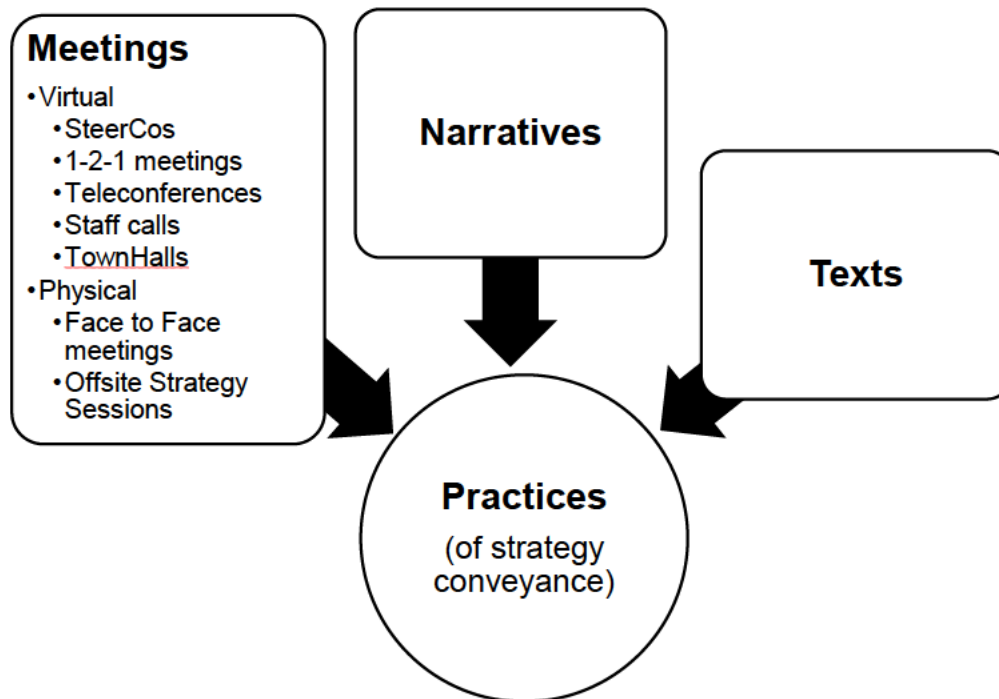 Meetings
•Virtual
•SteerCos
•1-2-1 meetings
•Teleconferences
•Staff calls
•TownHalls
•Physical
•Face to Face
meetings
•Offsite Strategy
Sessions
Narratives
Texts
Practices
(of strategy
conveyance)